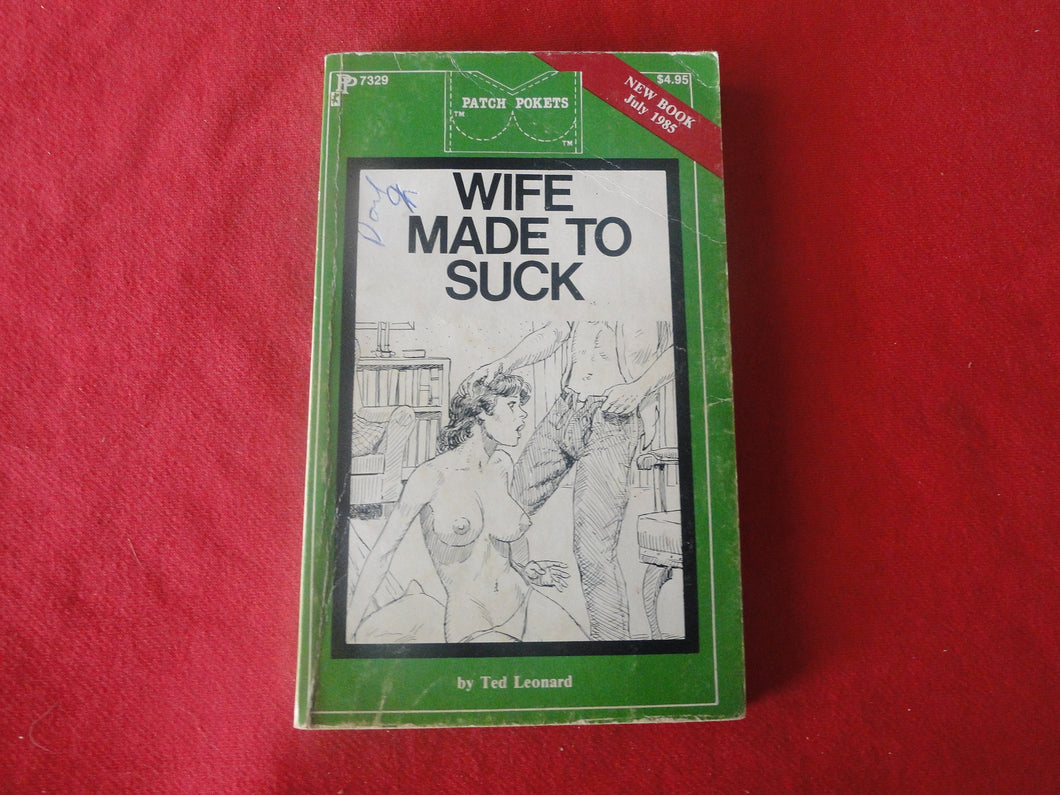 PP 7329
$4.95
NEW BOOK
July 1985
PATCH POKETS
TM
TM
WIFE
MADE TO
SUCK
by Ted Leonard